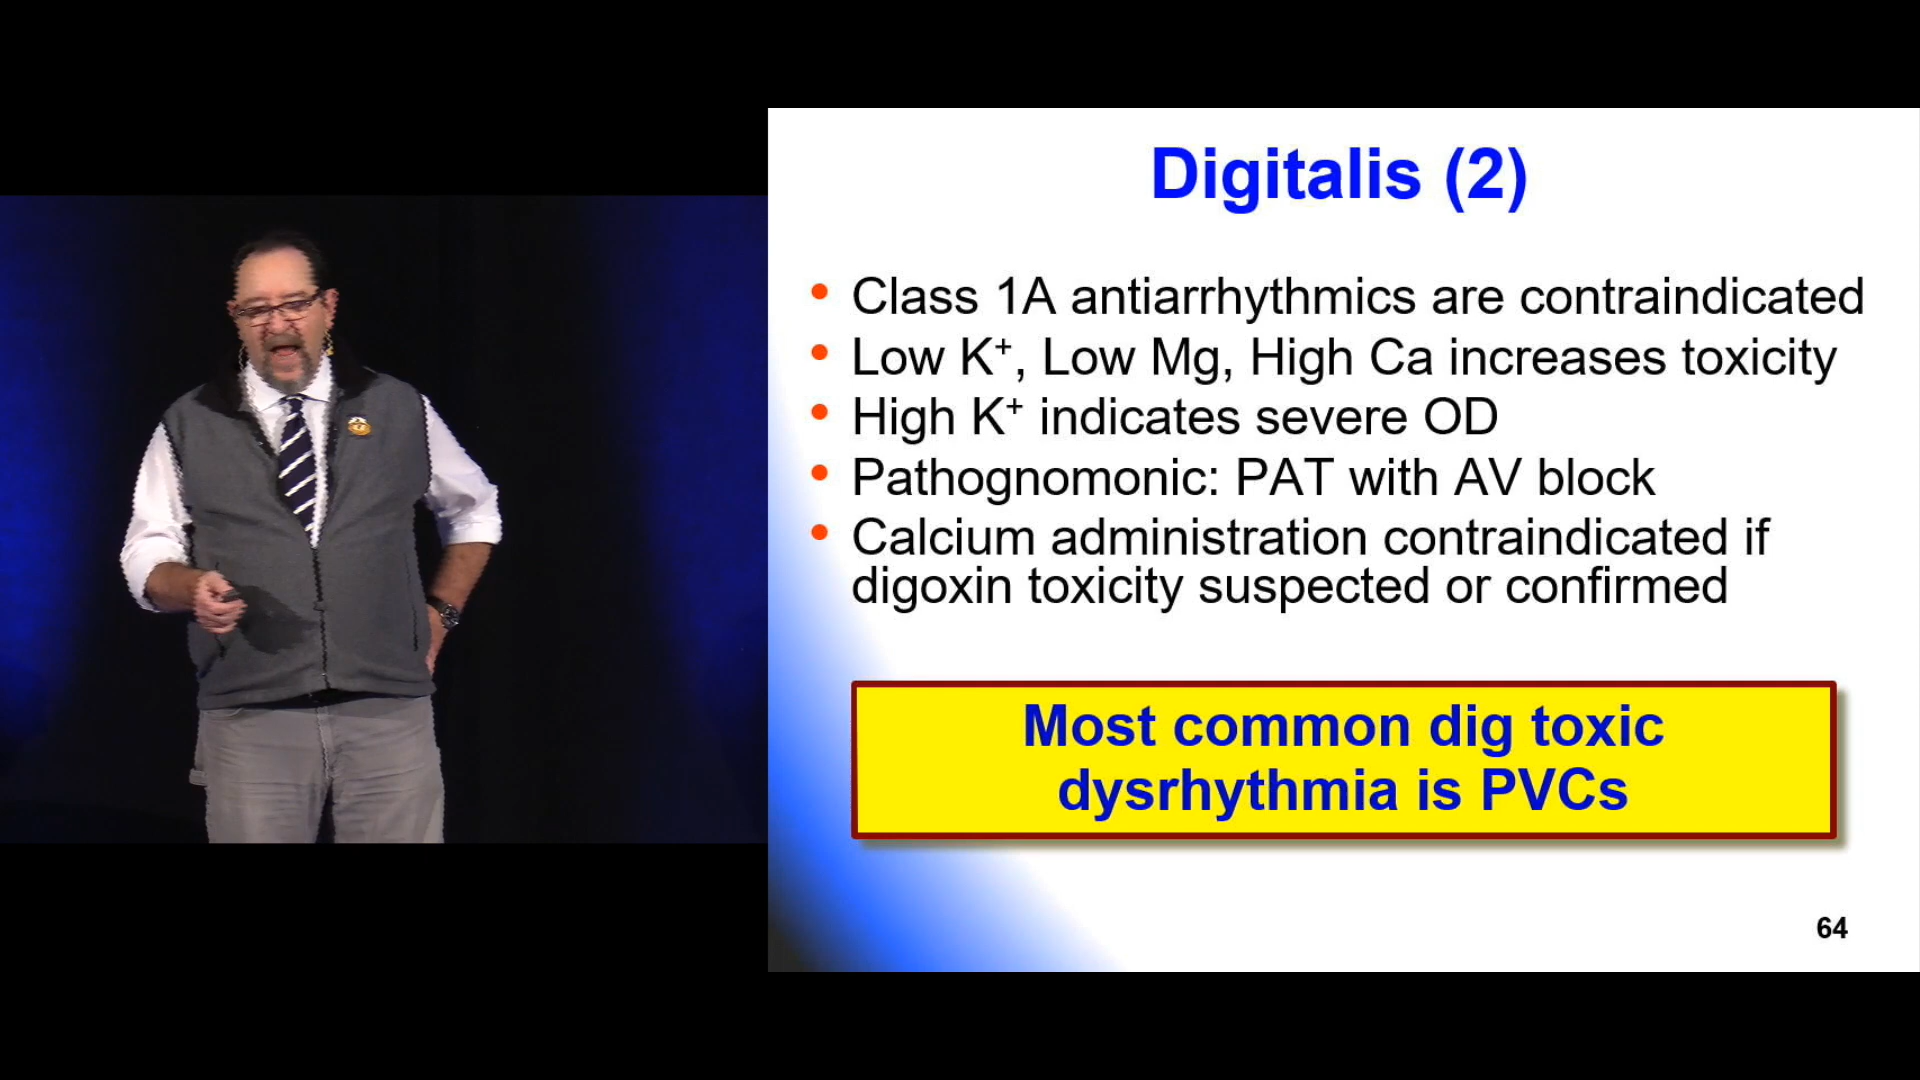 Digitalis (2)
• Class 1A antiarrhythmics are contraindicated
• Low K⁺, Low Mg, High Ca increases toxicity
• High K⁺ indicates severe OD
• Pathognomonic: PAT with AV block
• Calcium administration contraindicated if
digoxin toxicity suspected or confirmed
Most common dig toxic
dysrhythmia is PVCs
64